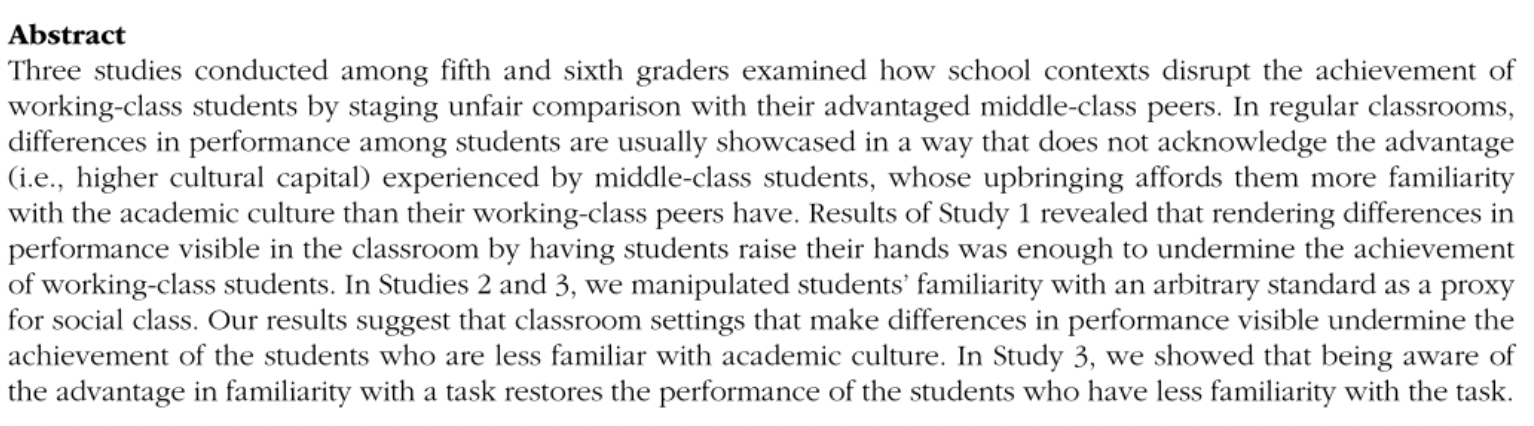 Abstract
Three studies conducted among fifth and sixth graders examined how school contexts disrupt the achievement of
working-class students by staging unfair comparison with their advantaged middle-class peers. In regular classrooms,
differences in performance among students are usually showcased in a way that does not acknowledge the advantage
(i.e., higher cultural capital) experienced by middle-class students, whose upbringing affords them more familiarity
with the academic culture than their working-class peers have. Results of Study 1 revealed that rendering differences in
performance visible in the classroom by having students raise their hands was enough to undermine the achievement
of working-class students. In Studies 2 and 3, we manipulated students’ familiarity with an arbitrary standard as a proxy
for social class. Our results suggest that classroom settings that make differences in performance visible undermine the
achievement of the students who are less familiar with academic culture. In Study 3, we showed that being aware of
the advantage in familiarity with a task restores the performance of the students who have less familiarity with the task.